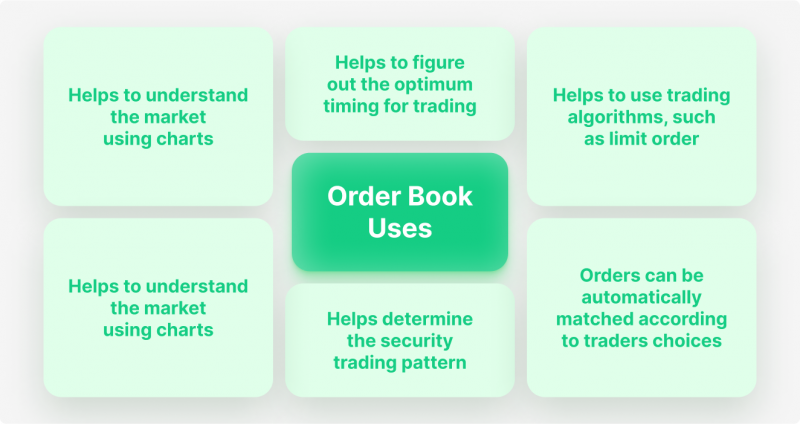 Helps to understand
the market
using charts
Helps to figure
out the optimum
timing for trading
Helps to use trading
algorithms, such
as limit order
Order Book
Uses
Helps to understand
the market
using charts
Helps determine
the security
trading pattern
Orders can be
automatically
matched according
to traders choices